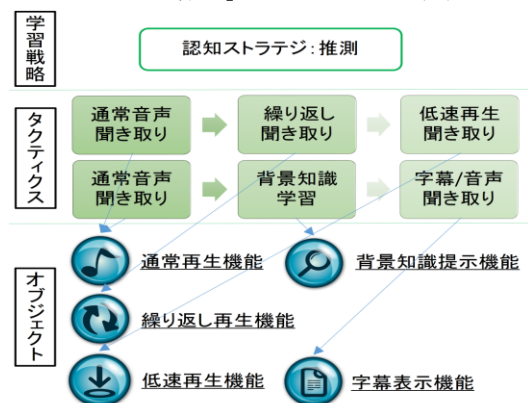 学習戦略
認知ストラテジ：推測
タクティクス
通常音声
聞き取り
繰り返し
聞き取り
低速再生
聞き取り
通常音声
聞き取り
背景知識
学習
字幕/音声
聞き取り
オブジェクト
通常再生機能
背景知識提示機能
繰り返し再生機能
低速再生機能
字幕表示機能